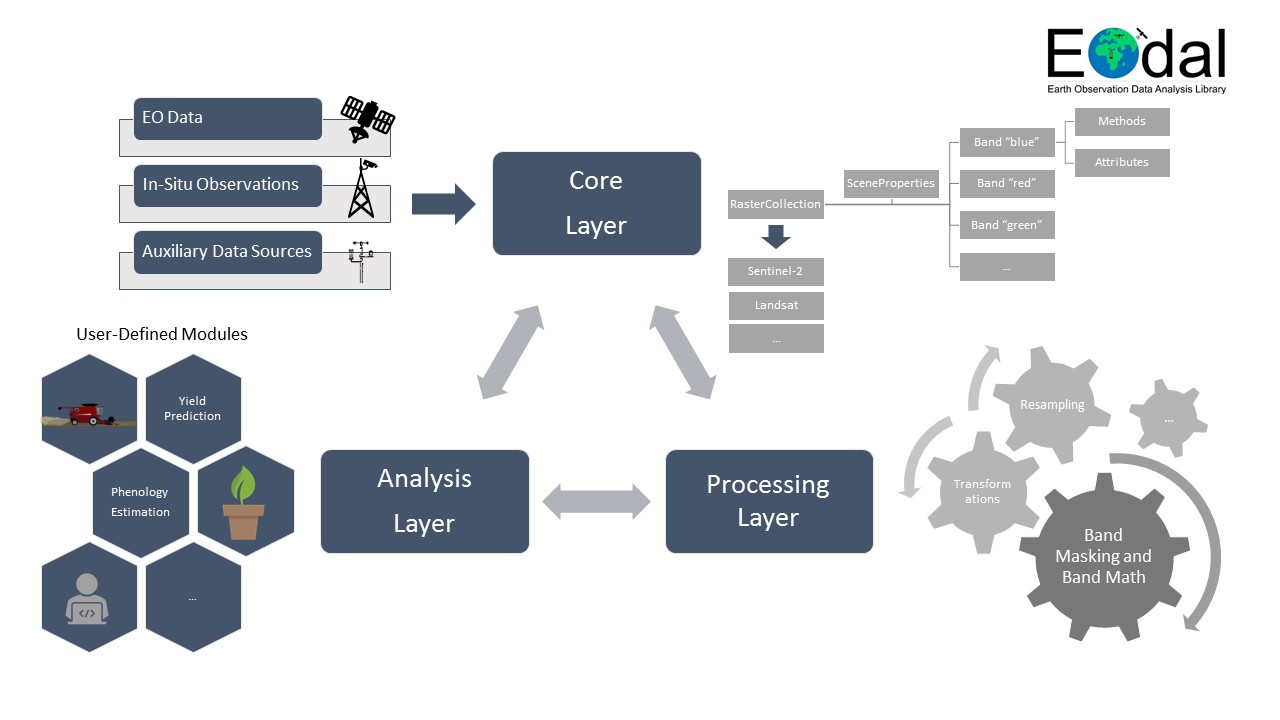 EOdal
Earth Observation Data Analysis Library
EO Data
In-Situ Observations
Auxiliary Data Sources
Core
Layer
RasterCollection
SceneProperties
Band “blue”
Band “red”
Band “green”
...
Methods
Attributes
Sentinel-2
Landsat
...
User-Defined Modules
Yield
Prediction
Phenology
Estimation
</>
...
Analysis
Layer
Processing
Layer
Resampling
...
Transform
ations
Band
Masking and
Band Math